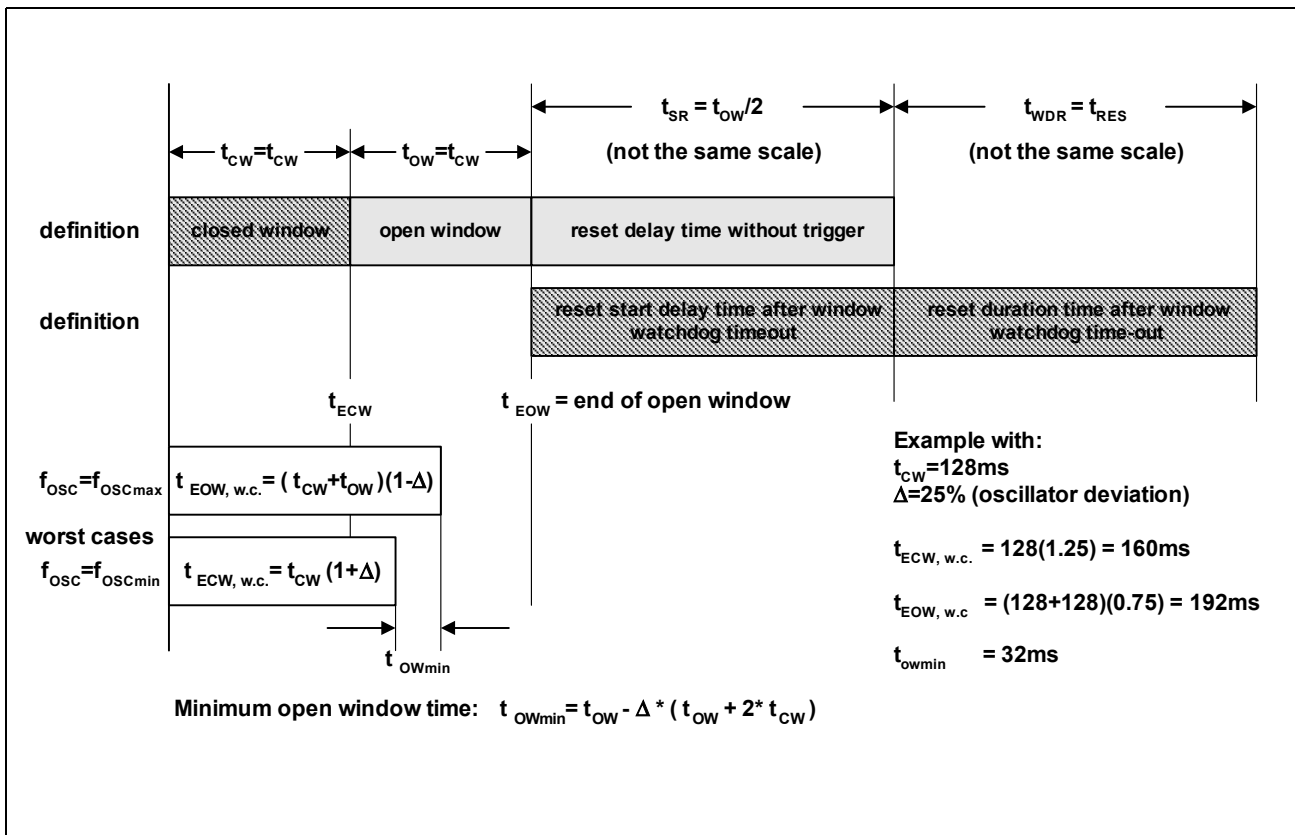 t_SR = t_OW/2
t_WDR = t_RES
t_CW=t_CW
t_OW=t_CW
(not the same scale)
(not the same scale)
definition
closed window
open window
reset delay time without trigger
definition
reset start delay time after window
watchdog timeout
reset duration time after window
watchdog time-out
t_ECW
t_EOW = end of open window
f_OSC=f_OSCmax
t_EOW, w.c. = ( t_CW+t_OW )(1-Δ)
worst cases
f_OSC=f_OSCmin
t_ECW, w.c. = t_CW (1+Δ)
t_OWmin
Example with:
t_CW=128ms
Δ=25% (oscillator deviation)
t_ECW, w.c. = 128(1.25) = 160ms
t_EOW, w.c = (128+128)(0.75) = 192ms
t_owmin = 32ms
Minimum open window time: t_OWmin= t_OW - Δ * ( t_OW + 2* t_CW )